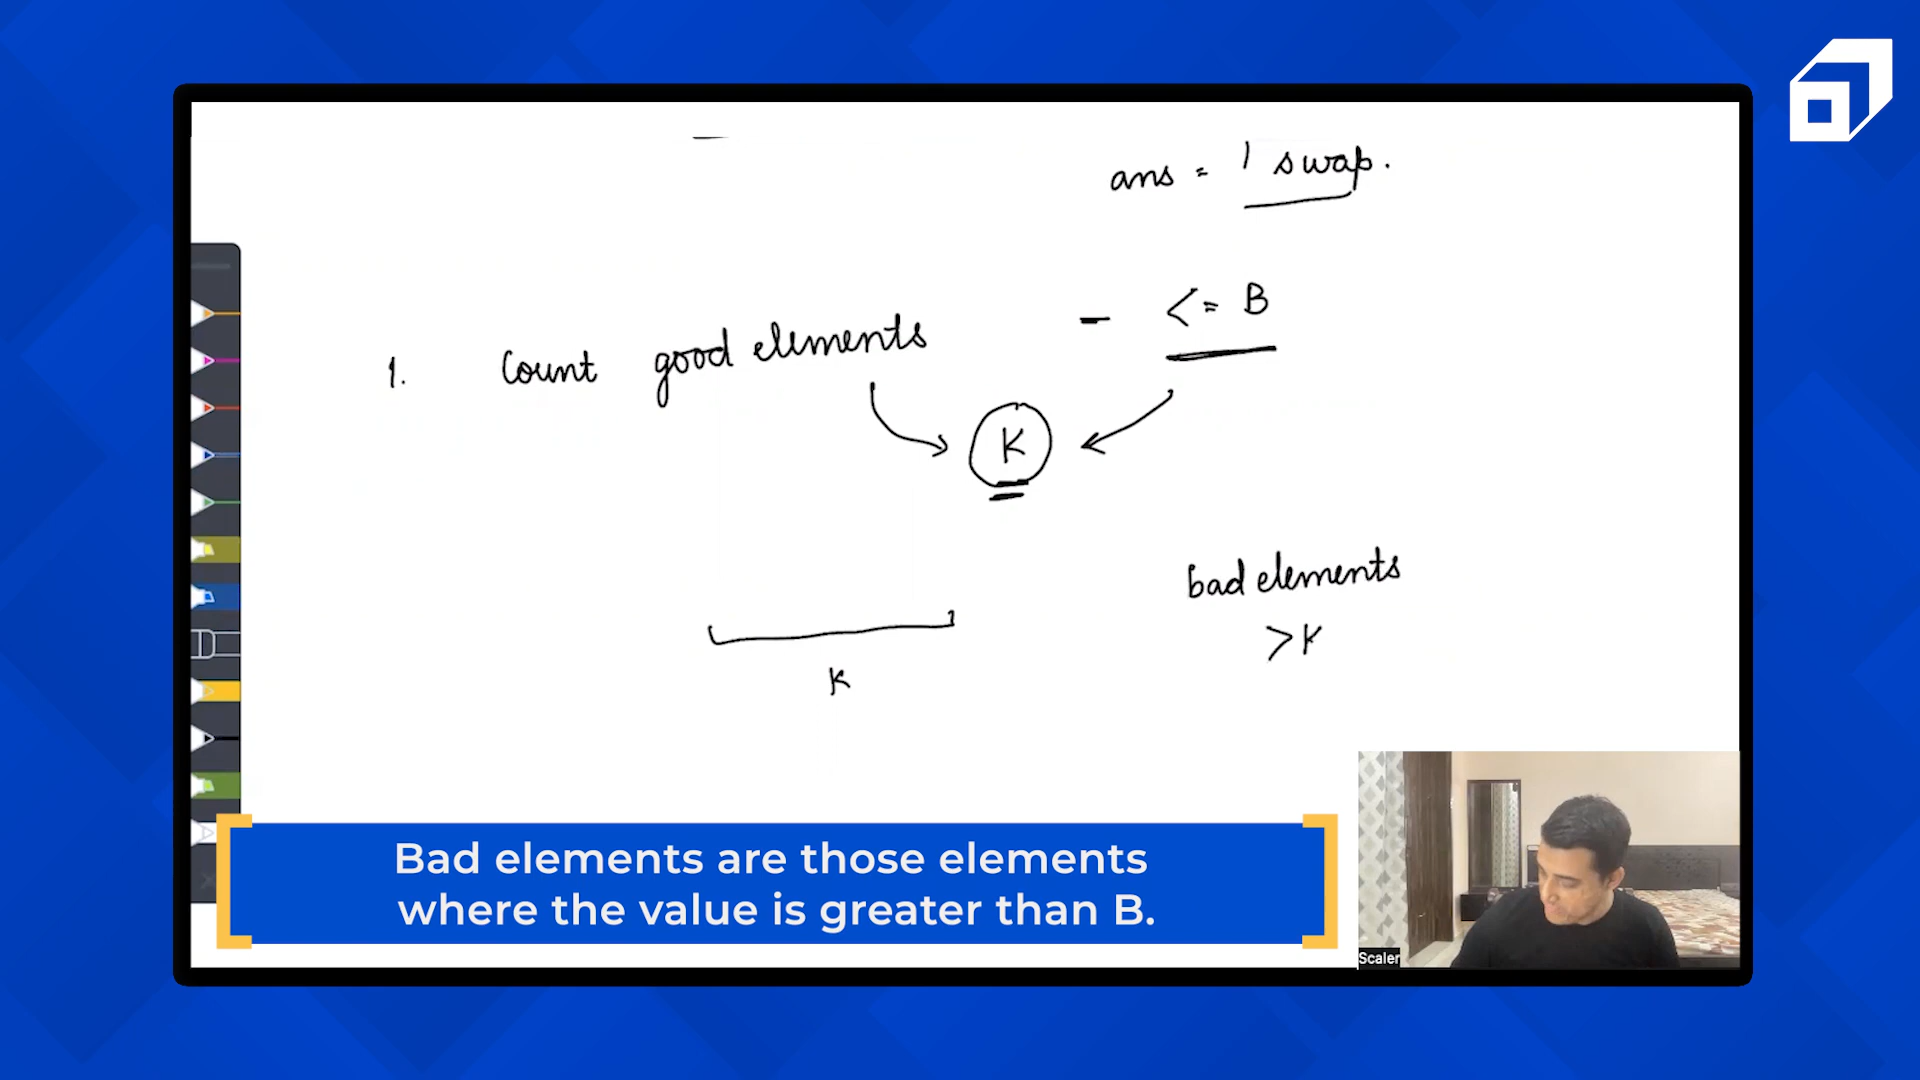 ans = 1 swap.
1. Count good elements - <= B
K
bad elements
>K
K
Bad elements are those elements
where the value is greater than B.
Scaler